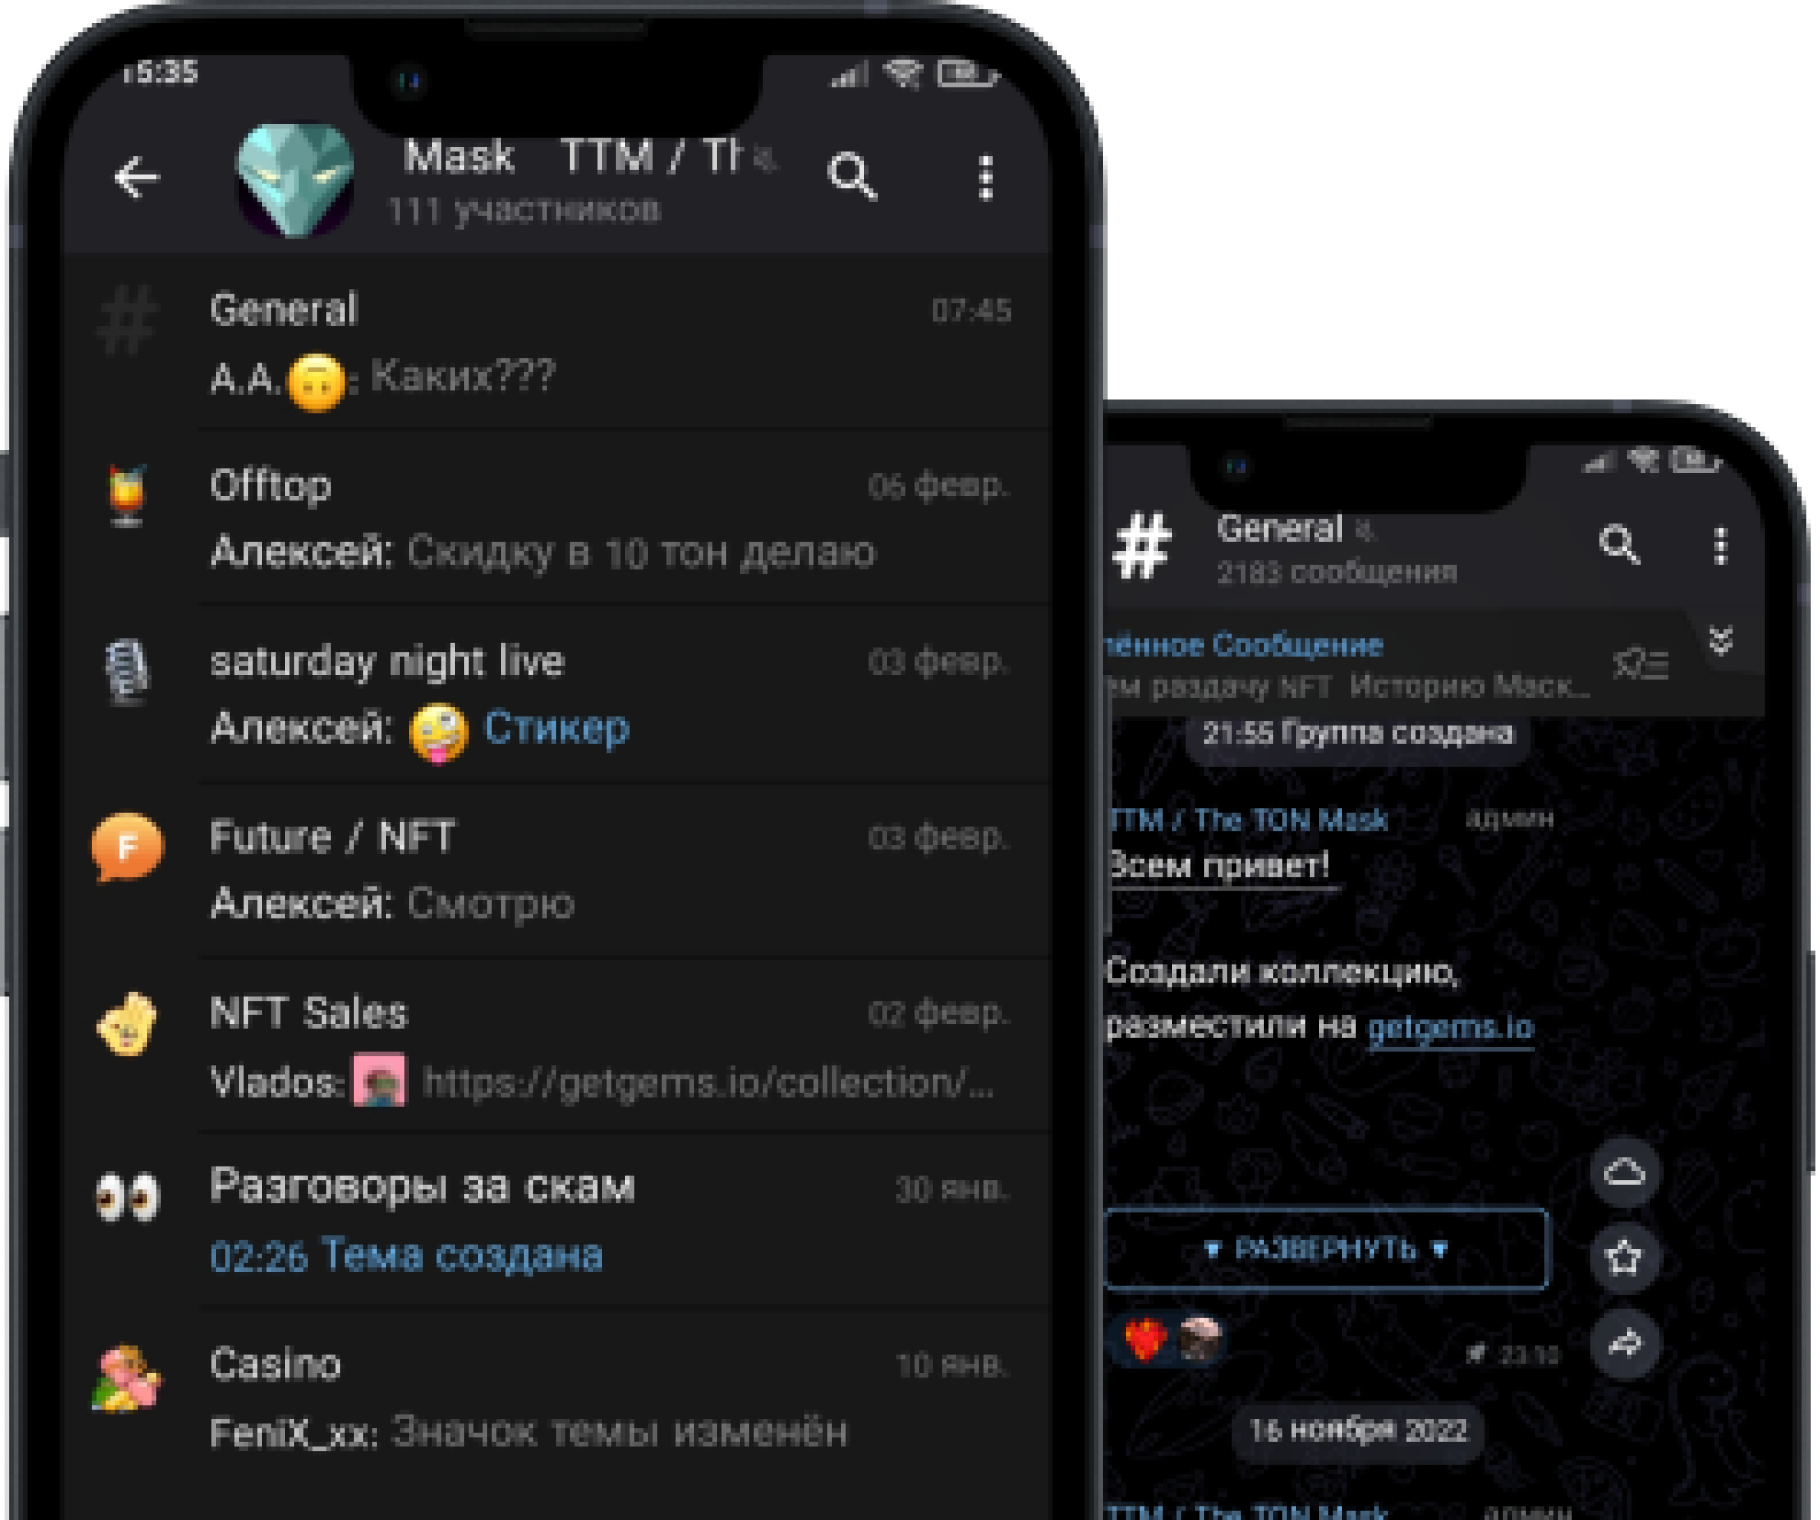 15:35
Mask TTM / Th
111 участников
General 07:45
А.А. : Каких???
Offtop 06 февр.
Алексей: Скидку в 10 тон делаю
saturday night live 03 февр.
Алексей: Стикер
F
Future / NFT 03 февр.
Алексей: Смотрю
NFT Sales 02 февр.
Vlados: https://getgems.io/collection/...
Разговоры за скам 30 янв.
02:26 Тема создана
Casino 10 янв.
FeniX_xx: Значок темы изменён
General
2183 сообщения
лённое Сообщение
ем раздачу NFT Историю Маск...
21:55 Группа создана
TTM / The TON Mask админ
Всем привет!
Создали коллекцию,
разместили на getgems.io
▼ РАЗВЕРНУТЬ ▼
23:10
16 ноября 2022
TTM / The TON Mask админ